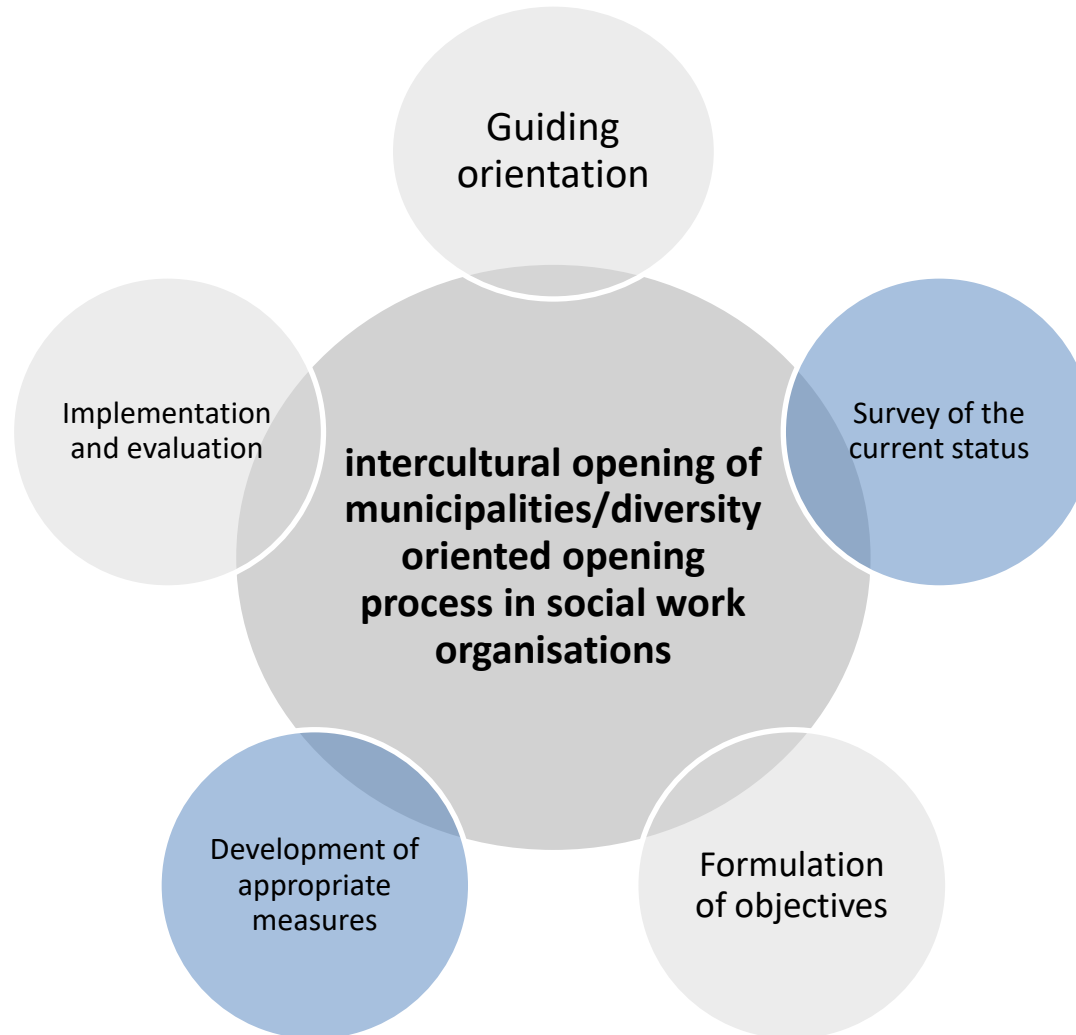 Guiding
orientation
Survey of the
current status
Implementation
and evaluation
intercultural opening of
municipalities/diversity
oriented opening
process in social work
organisations
Development of
appropriate
measures
Formulation
of objectives